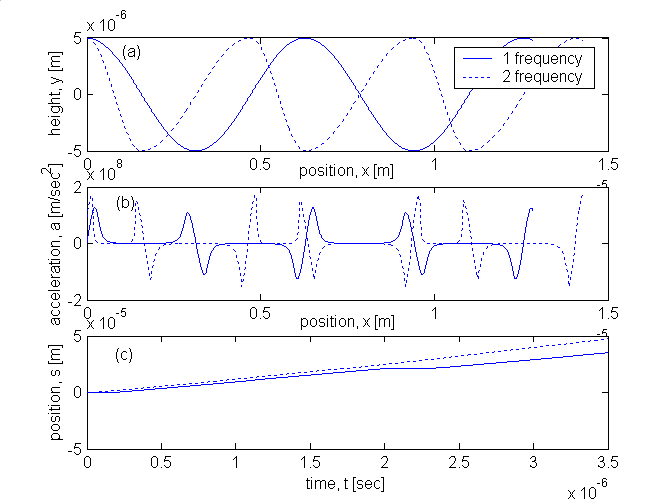 x 10^-6
5
(a)
1 frequency
2 frequency
height, y [m]
0
-5
0 0.5 1 1.5
position, x [m]
x 10^8
-5
2
(b)
acceleration, a [m/sec^2]
0
-2
0 0.5 1 1.5
position, x [m]
x 10^-5
-5
5
(c)
position, s [m]
0
-5
0 0.5 1 1.5 2 2.5 3 3.5
time, t [sec]
x 10^-6